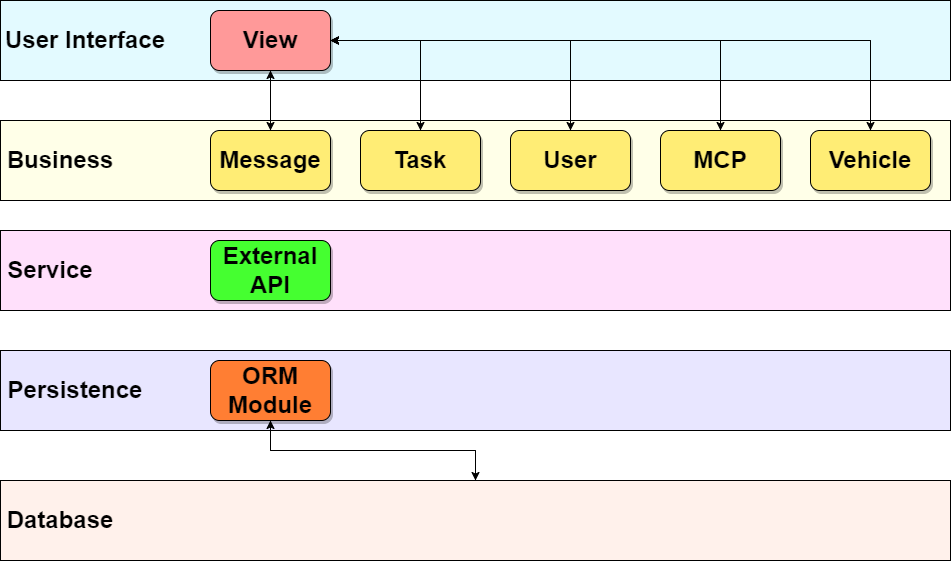 User Interface
View
Business
Message
Task
User
MCP
Vehicle
Service
External
API
Persistence
ORM
Module
Database